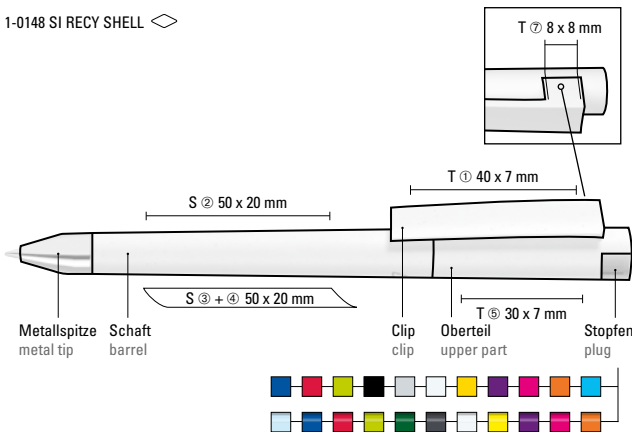 1-0148 SI RECY SHELL
T ⑦ 8 x 8 mm
T ① 40 x 7 mm
S ② 50 x 20 mm
S ③ + ④ 50 x 20 mm
T ⑤ 30 x 7 mm
Metallspitze
metal tip
Schaft
barrel
Clip
clip
Oberteil
upper part
Stopfen
plug